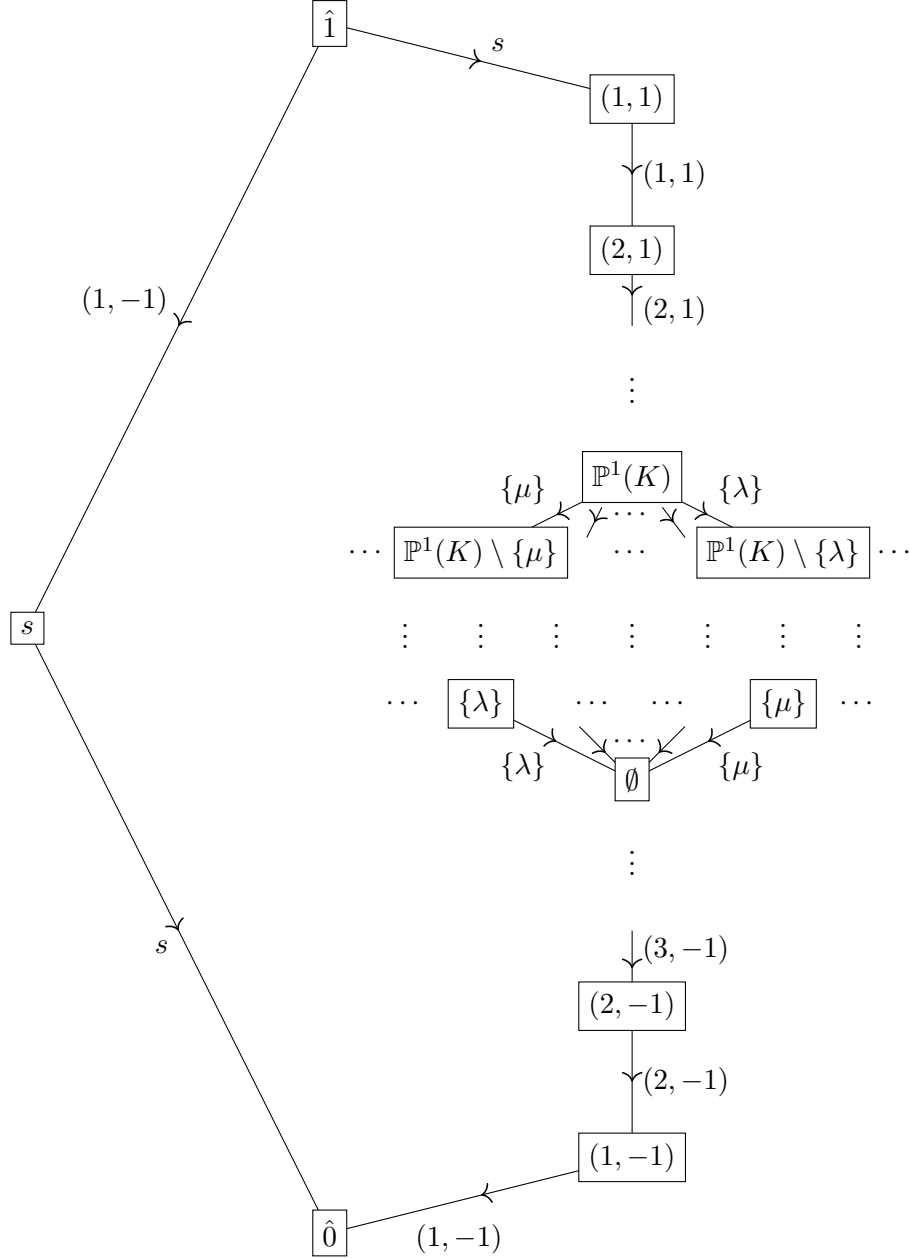 1̂
s
(1, 1)
(1, 1)
(2, 1)
(1, −1)
(2, 1)
⋮
ℙ¹(K)
{μ} {λ}
···
··· ℙ¹(K) \ {μ} ··· ℙ¹(K) \ {λ} ···
s ⋮ ⋮ ⋮ ⋮ ⋮ ⋮ ⋮
··· {λ} ··· ··· {μ} ···
···
{λ} ∅ {μ}
⋮
s (3, −1)
(2, −1)
(2, −1)
(1, −1)
0̂ (1, −1)